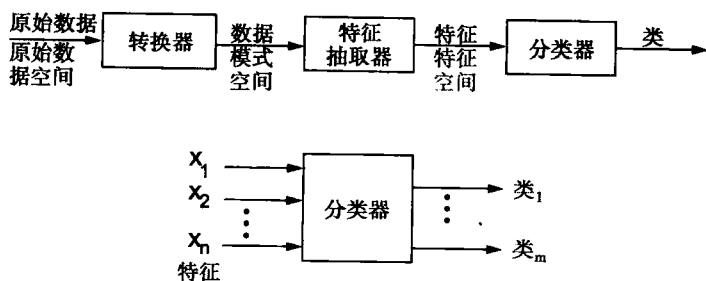 原始数据
原始数
据空间
转换器
数据
模式
空间
特征
抽取器
特征
特征
空间
分类器
类
X1
X2
Xn
特征
分类器
类1
类m